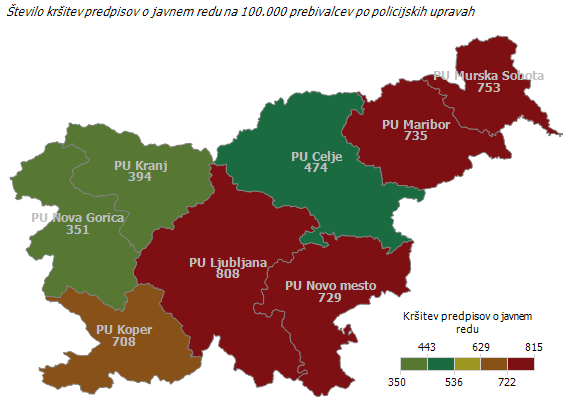 Število kršitev predpisov o javnem redu na 100.000 prebivalcev po policijskih upravah
PU Murska Sobota
753
PU Maribor
735
PU Celje
474
PU Kranj
394
PU Nova Gorica
351
PU Ljubljana
808
PU Novo mesto
729
PU Koper
708
Kršitev predpisov o javnem
redu
443 629 815
350 536 722